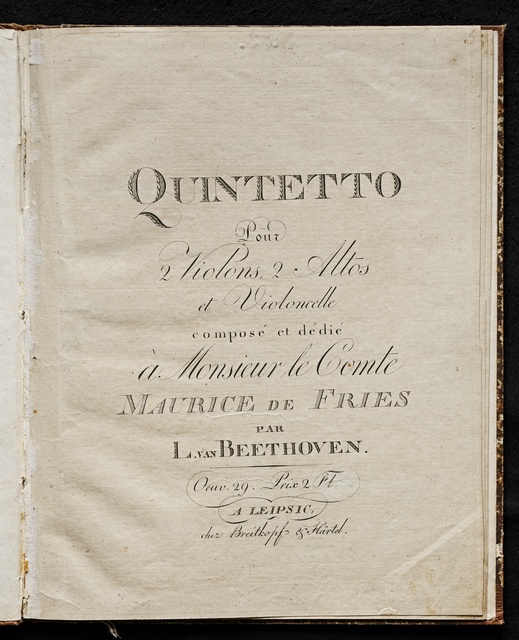 QUINTETTO
Pour
2 Violons, 2 Altos
et Violoncelle
composé et dédié
à Monsieur le Comte
MAURICE DE FRIES
PAR
L. VAN BEETHOVEN.
Oeuv. 29. Prix 2 Ft
A LEIPSIC,
chez Breitkopf & Härtel.